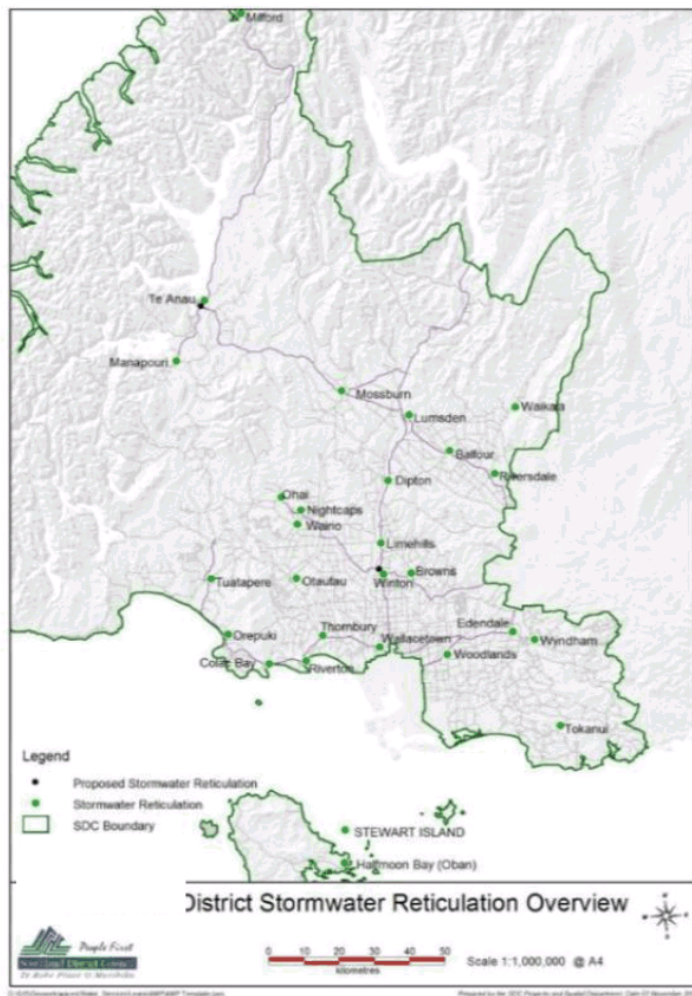 Milford
Te Anau
Manapouri
Mossburn
Lumsden
Waikaia
Balfour
Riversdale
Dipton
Ohai
Nightcaps
Wairio
Limehills
Winton
Browns
Tuatapere
Otautau
Orepuki
Thornbury
Wallacetown
Edendale
Wyndham
Woodlands
Colac Bay
Riverton
Tokanui
Legend
Proposed Stormwater Reticulation
Stormwater Reticulation
SDC Boundary
STEWART ISLAND
Halfmoon Bay (Oban)
District Stormwater Reticulation Overview
People First
0 10 20 30 40 50
kilometres
Scale 1:1,000,000 @ A4